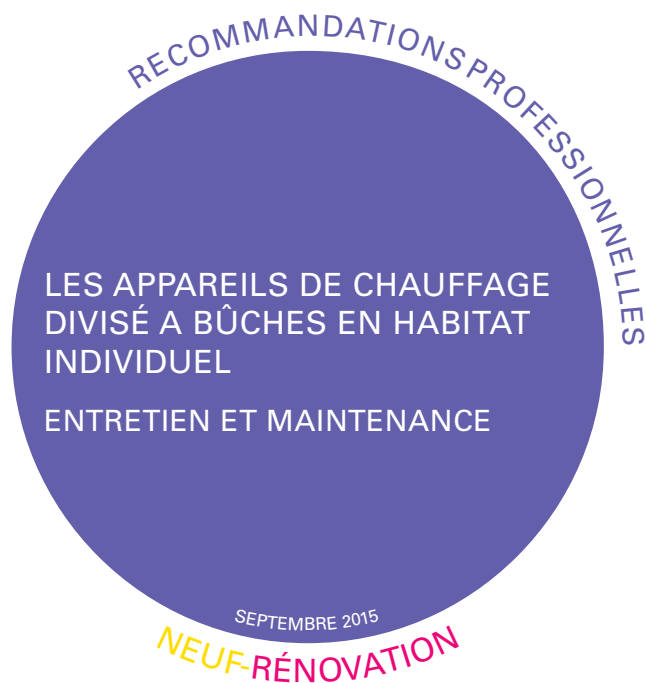 RECOMMANDATIONS PROFESSIONNELLES
LES APPAREILS DE CHAUFFAGE
DIVISÉ A BÛCHES EN HABITAT
INDIVIDUEL
ENTRETIEN ET MAINTENANCE
SEPTEMBRE 2015
NEUF-RÉNOVATION